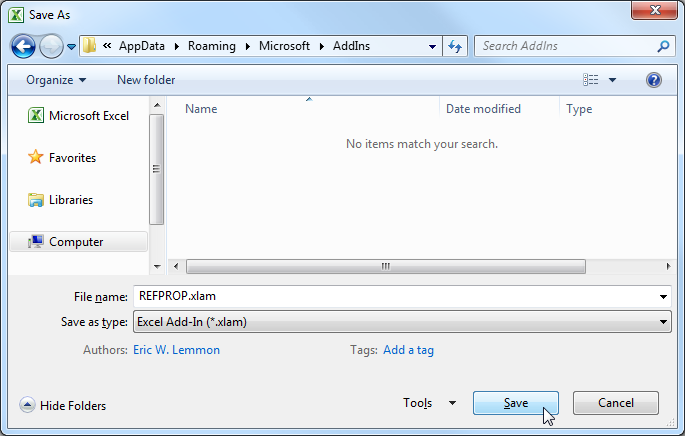 Save As
« AppData ▸ Roaming ▸ Microsoft ▸ AddIns Search AddIns
Organize New folder
Microsoft Excel
Favorites
Libraries
Computer
Name Date modified Type
No items match your search.
File name: REFPROP.xlam
Save as type: Excel Add-In (*.xlam)
Authors: Eric W. Lemmon Tags: Add a tag
Hide Folders Tools Save Cancel